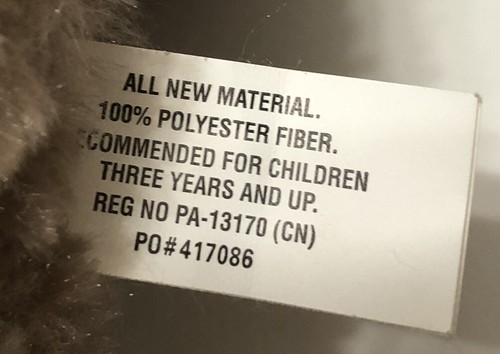 ALL NEW MATERIAL.
100% POLYESTER FIBER.
RECOMMENDED FOR CHILDREN
THREE YEARS AND UP.
REG NO PA-13170 (CN)
PO#417086